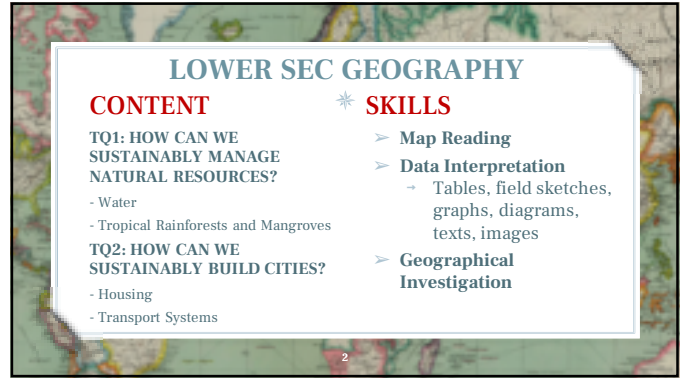 LOWER SEC GEOGRAPHY
CONTENT
TQ1: HOW CAN WE
SUSTAINABLY MANAGE
NATURAL RESOURCES?
- Water
- Tropical Rainforests and Mangroves
TQ2: HOW CAN WE
SUSTAINABLY BUILD CITIES?
- Housing
- Transport Systems
SKILLS
➢ Map Reading
➢ Data Interpretation
→ Tables, field sketches,
graphs, diagrams,
texts, images
➢ Geographical
Investigation
2